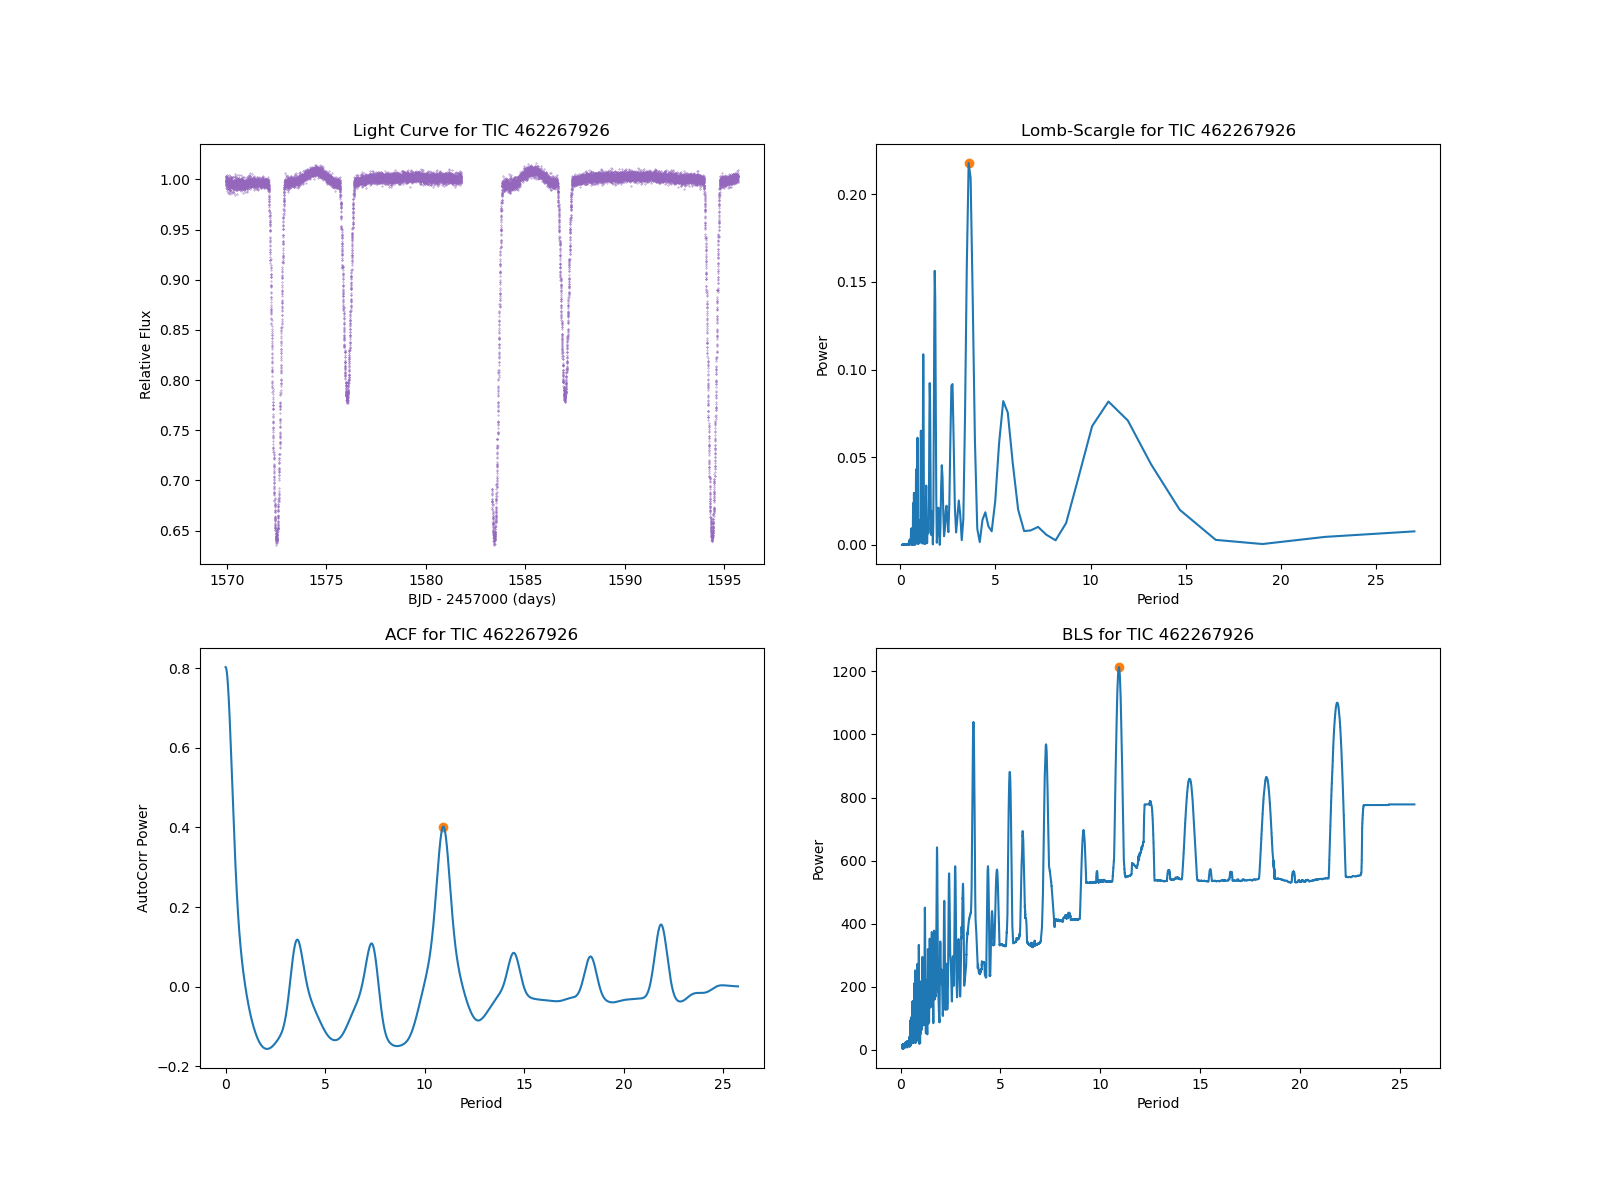 Light Curve for TIC 462267926
1.00
0.95
0.90
0.85
0.80
0.75
0.70
0.65
Relative Flux
1570 1575 1580 1585 1590 1595
BJD - 2457000 (days)
Lomb-Scargle for TIC 462267926
0.20
0.15
0.10
0.05
0.00
Power
0 5 10 15 20 25
Period
ACF for TIC 462267926
0.8
0.6
0.4
0.2
0.0
−0.2
AutoCorr Power
0 5 10 15 20 25
Period
BLS for TIC 462267926
1200
1000
800
600
400
200
0
Power
0 5 10 15 20 25
Period